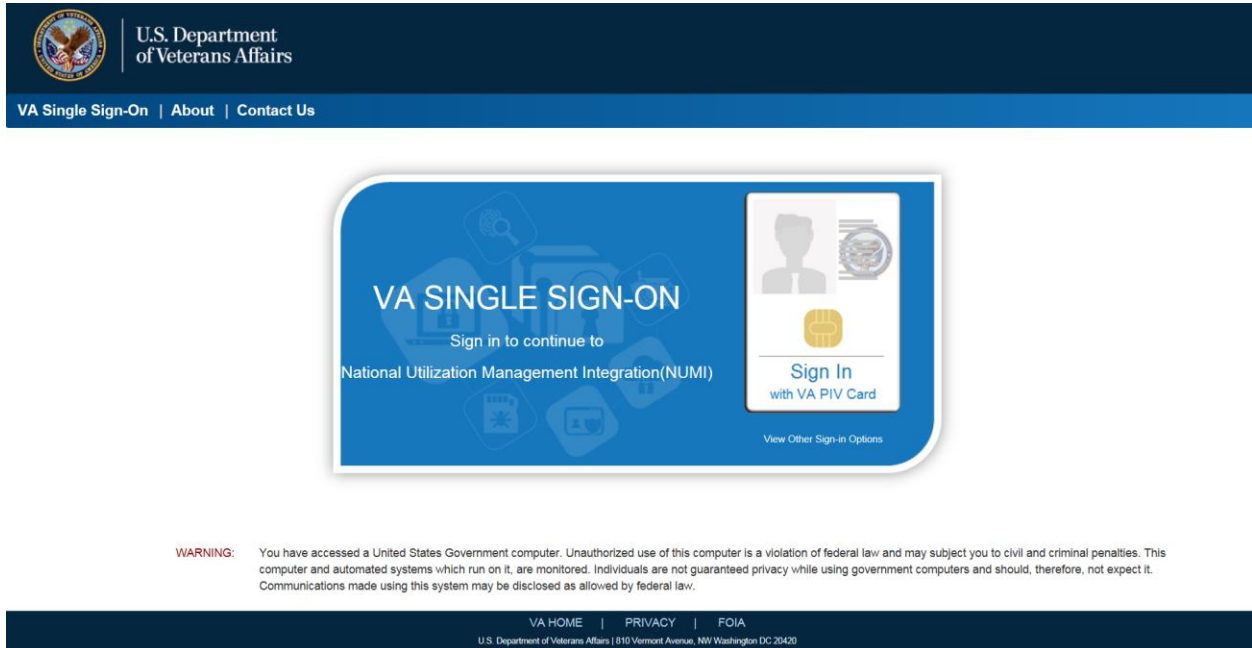 U.S. Department
of Veterans Affairs
VA Single Sign-On | About | Contact Us
VA SINGLE SIGN-ON
Sign in to continue to
National Utilization Management Integration(NUMI)
Sign In
with VA PIV Card
View Other Sign-in Options
WARNING: You have accessed a United States Government computer. Unauthorized use of this computer is a violation of federal law and may subject you to civil and criminal penalties. This
computer and automated systems which run on it, are monitored. Individuals are not guaranteed privacy while using government computers and should, therefore, not expect it.
Communications made using this system may be disclosed as allowed by federal law.
VA HOME | PRIVACY | FOIA
U.S. Department of Veterans Affairs | 810 Vermont Avenue, NW Washington DC 20420